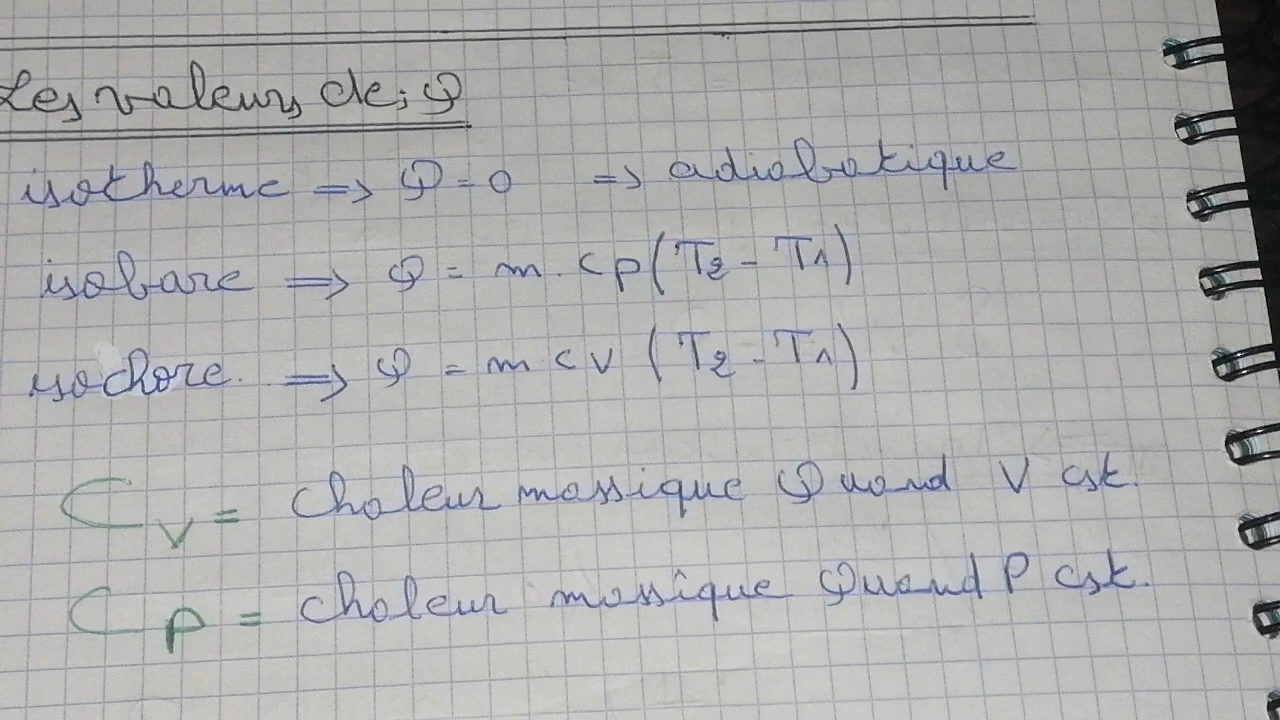 Les valeurs de; Q
isotherme => Q = 0 => adiabatique
isobare => Q = m. Cp (T2 - T1)
isochore. => Q = m CV (T2 - T1)
CV = Chaleur massique Quand V cst.
CP = Chaleur massique Quand P cst.